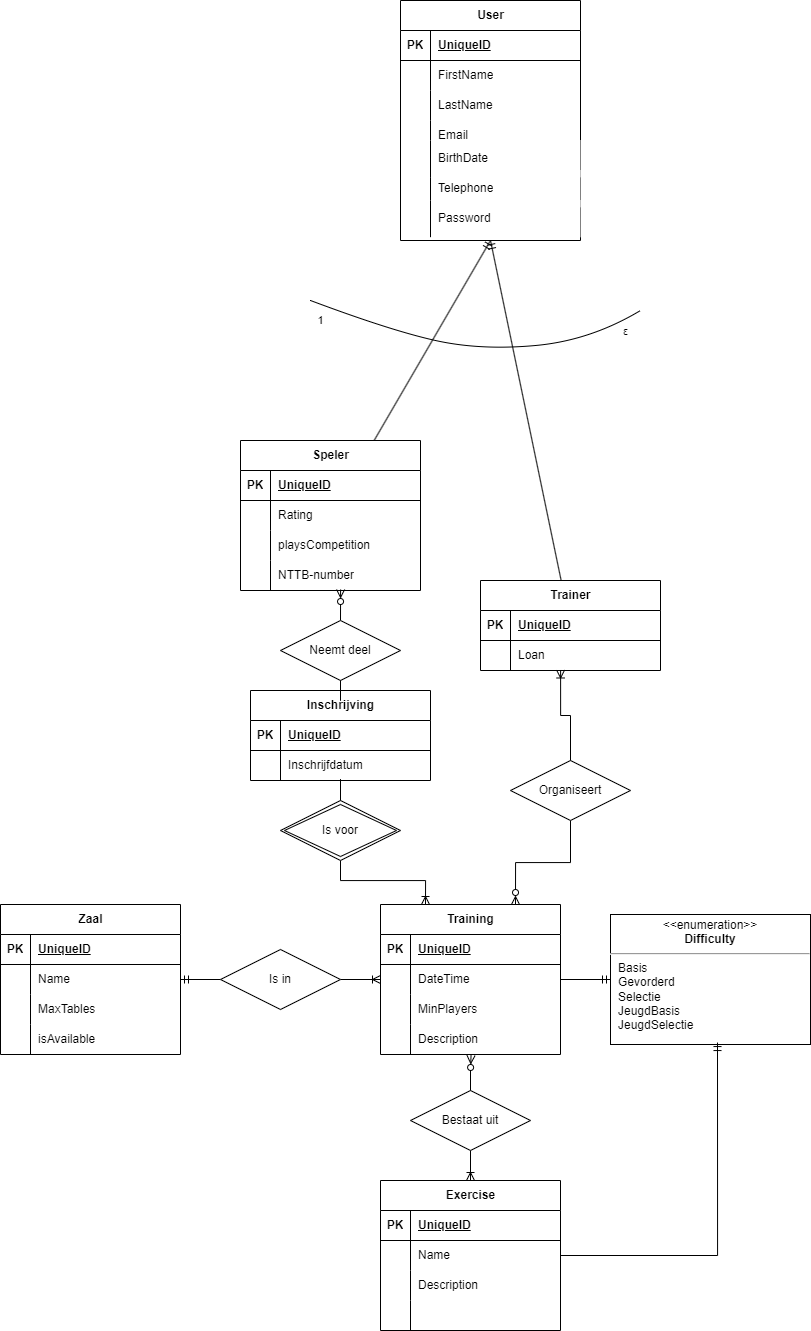 User
PK UniqueID
FirstName
LastName
Email
BirthDate
Telephone
Password
1
ε
Speler
PK UniqueID
Rating
playsCompetition
NTTB-number
Trainer
PK UniqueID
Loan
Neemt deel
Inschrijving
PK UniqueID
Inschrijfdatum
Organiseert
Is voor
Zaal
PK UniqueID
Name
MaxTables
isAvailable
Is in
Training
PK UniqueID
DateTime
MinPlayers
Description
<<enumeration>>
Difficulty
Basis
Gevorderd
Selectie
JeugdBasis
JeugdSelectie
Bestaat uit
Exercise
PK UniqueID
Name
Description